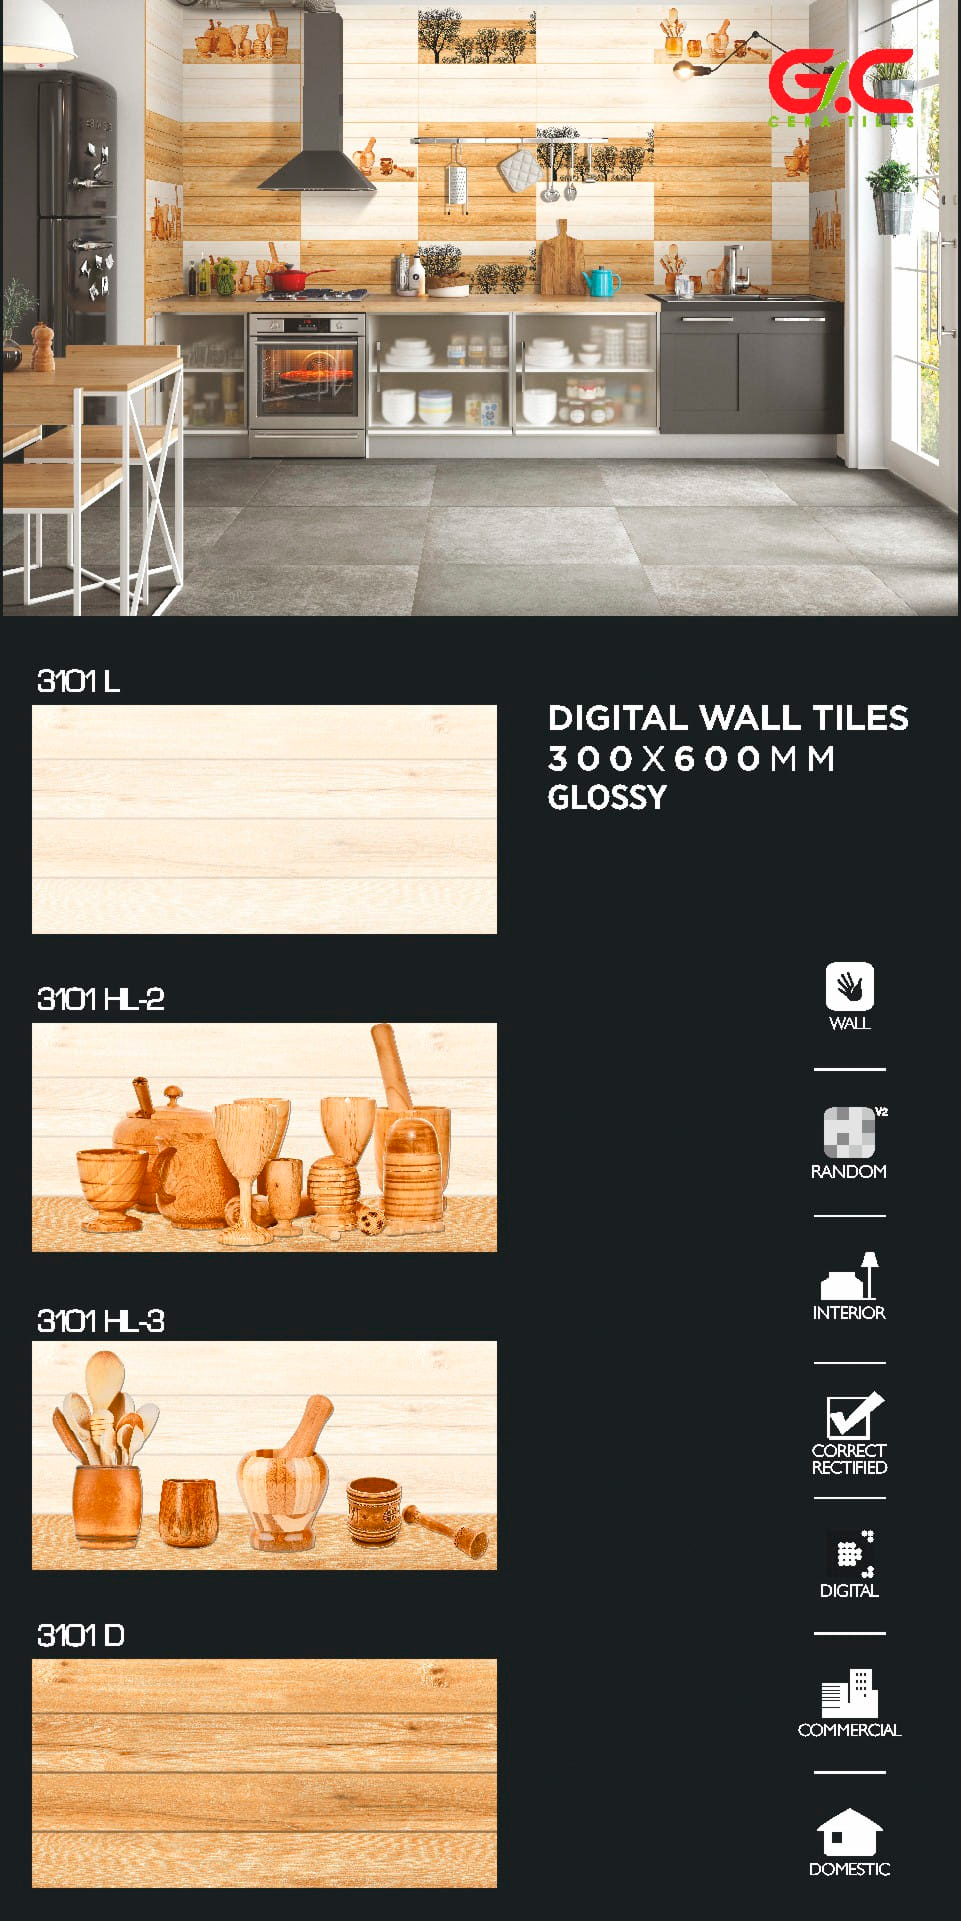 G.C
CERA TILES
3101 L
DIGITAL WALL TILES
300X600MM
GLOSSY
3101 HL-2
WALL
V2
RANDOM
INTERIOR
3101 HL-3
CORRECT
RECTIFIED
DIGITAL
3101 D
COMMERCIAL
DOMESTIC